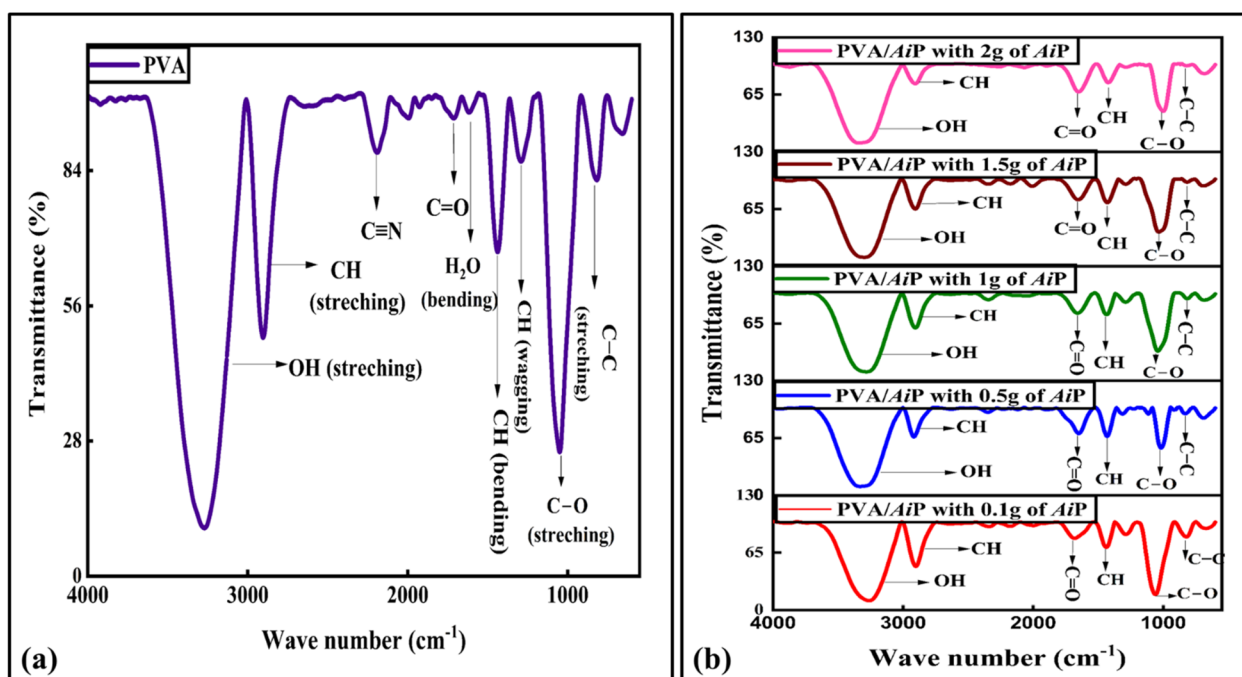 PVA
84
56
28
0
Transmittance (%)
C≡N
C=O
H₂O
(bending)
CH
(streching)
OH (streching)
CH (bending)
CH (wagging)
C−O
(streching)
C−C
(streching)
4000
3000
2000
1000
Wave number (cm⁻¹)
(a)
130
PVA/AiP with 2g of AiP
65
CH
OH
C=O
CH
C−O
C−C
130
PVA/AiP with 1.5g of AiP
65
CH
OH
C=O
CH
C−O
C−C
130
PVA/AiP with 1g of AiP
65
CH
OH
C=O
CH
C−O
C−C
130
PVA/AiP with 0.5g of AiP
65
CH
OH
C=O
CH
C−O
C−C
130
PVA/AiP with 0.1g of AiP
65
CH
OH
C=O
CH
C−C
C−O
0
Transmittance (%)
4000
3000
2000
1000
Wave number (cm⁻¹)
(b)